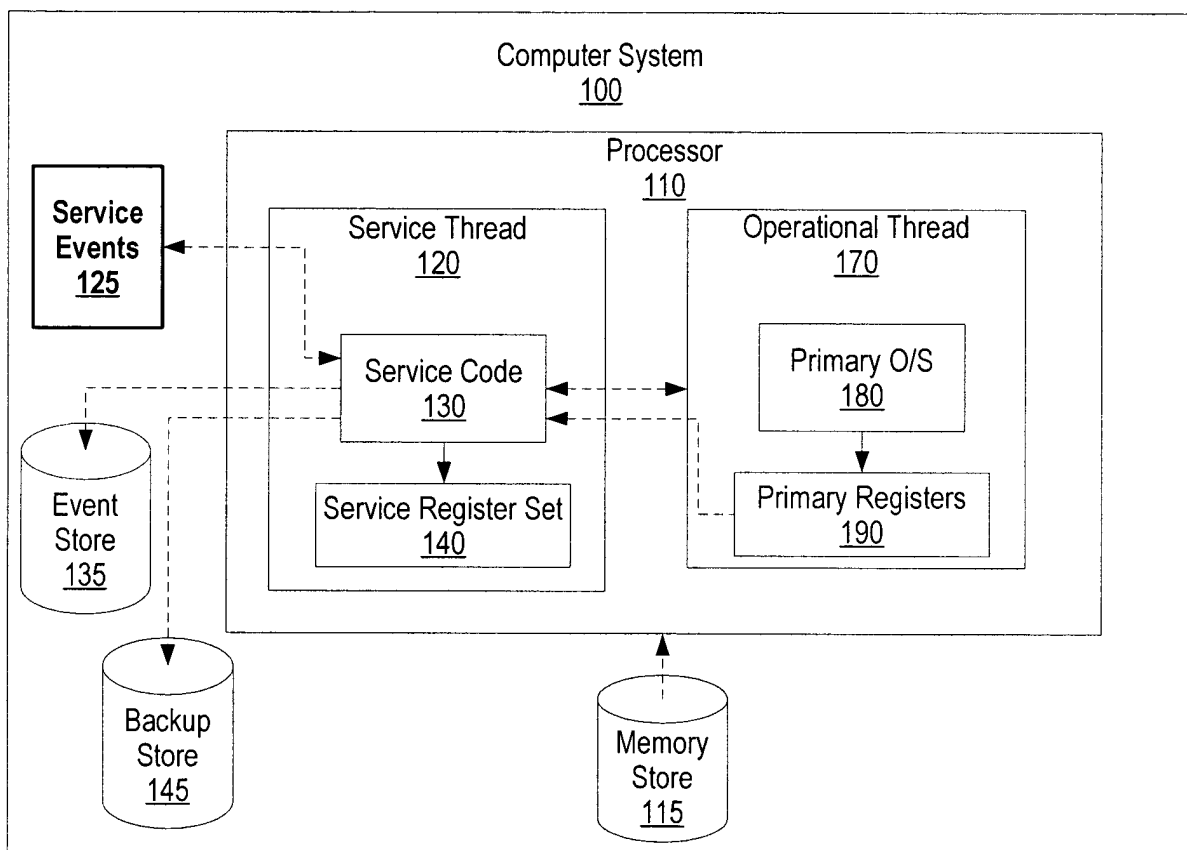 Computer System
100
Processor
110
Service
Events
125
Service Thread
120
Operational Thread
170
Service Code
130
Primary O/S
180
Service Register Set
140
Primary Registers
190
Event
Store
135
Backup
Store
145
Memory
Store
115